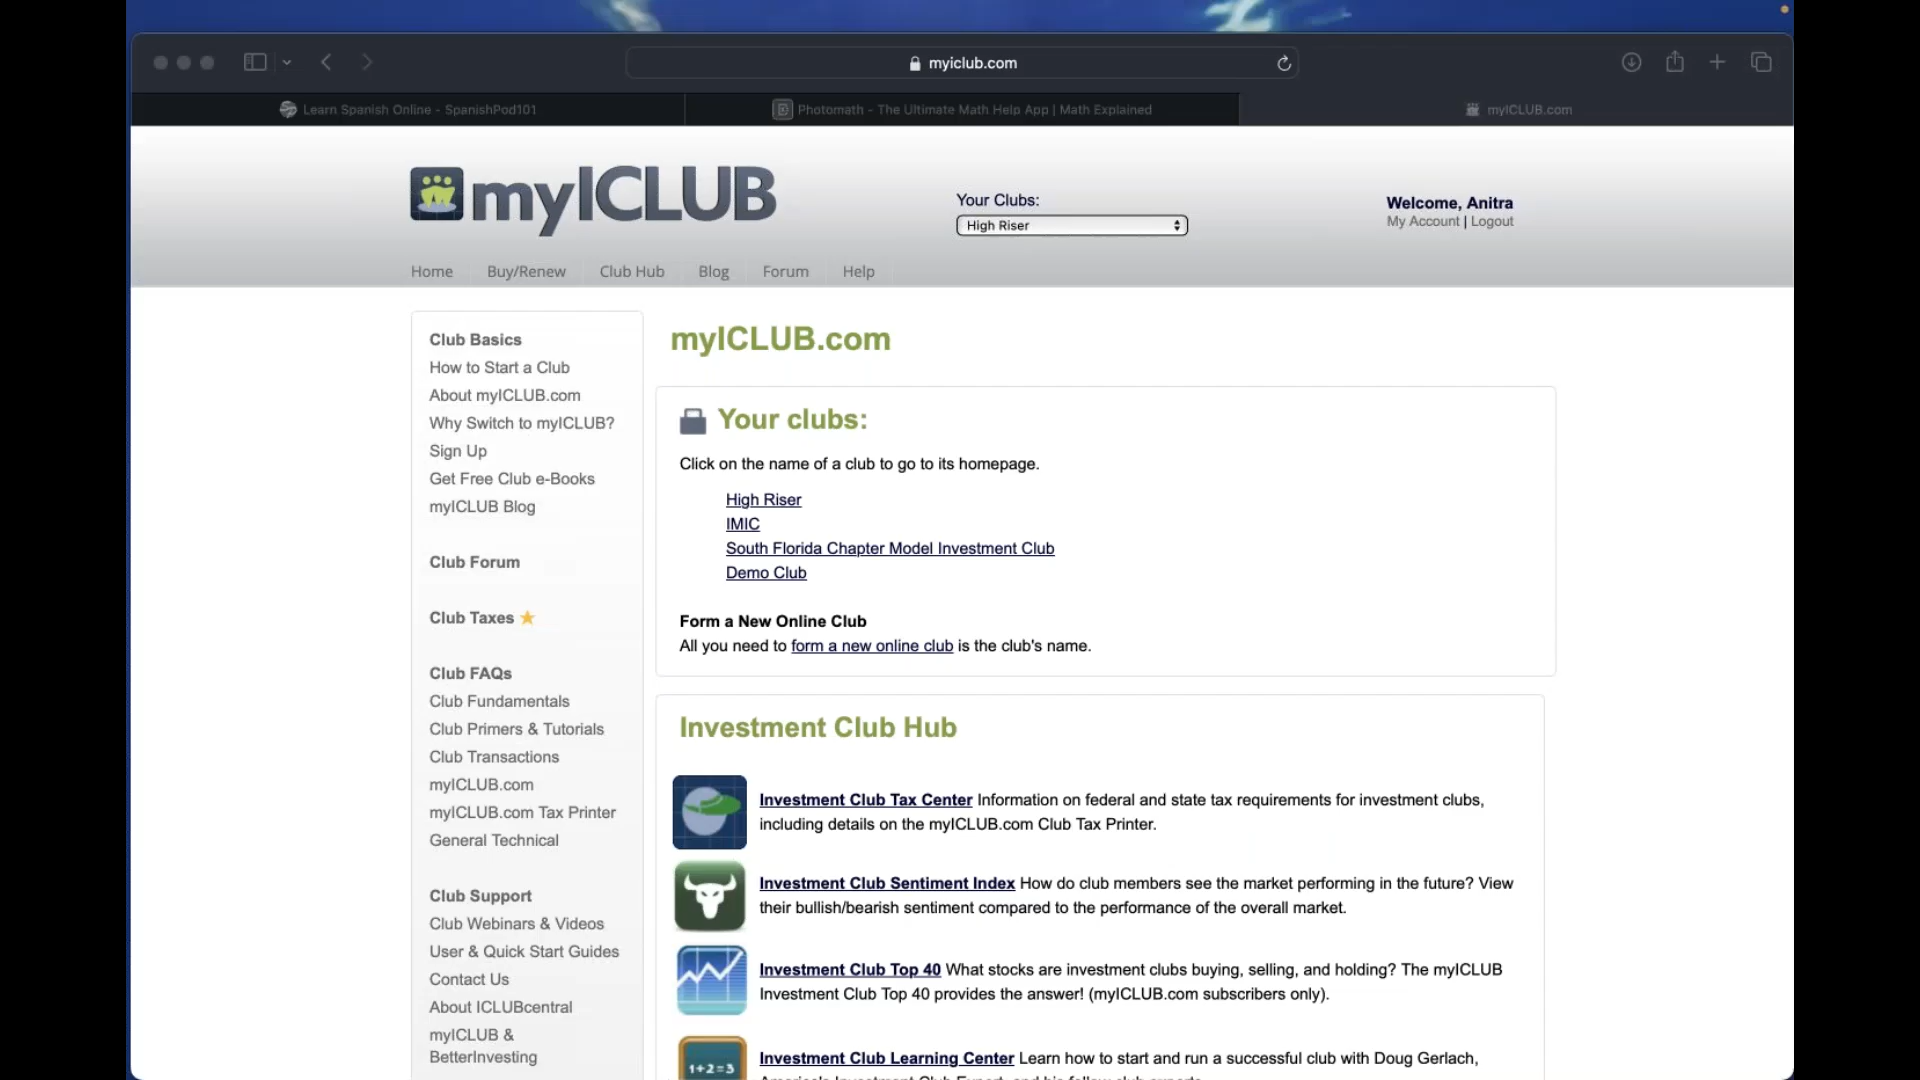 myiclub.com
Learn Spanish Online - SpanishPod101
Photomath - The Ultimate Math Help App | Math Explained
myICLUB.com
myICLUB
Your Clubs:
High Riser
Welcome, Anitra
My Account | Logout
Home Buy/Renew Club Hub Blog Forum Help
Club Basics
How to Start a Club
About myICLUB.com
Why Switch to myICLUB?
Sign Up
Get Free Club e-Books
myICLUB Blog
Club Forum
Club Taxes
Club FAQs
Club Fundamentals
Club Primers & Tutorials
Club Transactions
myICLUB.com
myICLUB.com Tax Printer
General Technical
Club Support
Club Webinars & Videos
User & Quick Start Guides
Contact Us
About ICLUBcentral
myICLUB &
BetterInvesting
myICLUB.com
Your clubs:
Click on the name of a club to go to its homepage.
High Riser
IMIC
South Florida Chapter Model Investment Club
Demo Club
Form a New Online Club
All you need to form a new online club is the club's name.
Investment Club Hub
Investment Club Tax Center Information on federal and state tax requirements for investment clubs,
including details on the myICLUB.com Club Tax Printer.
Investment Club Sentiment Index How do club members see the market performing in the future? View
their bullish/bearish sentiment compared to the performance of the overall market.
Investment Club Top 40 What stocks are investment clubs buying, selling, and holding? The myICLUB
Investment Club Top 40 provides the answer! (myICLUB.com subscribers only).
1+2=3
Investment Club Learning Center Learn how to start and run a successful club with Doug Gerlach,